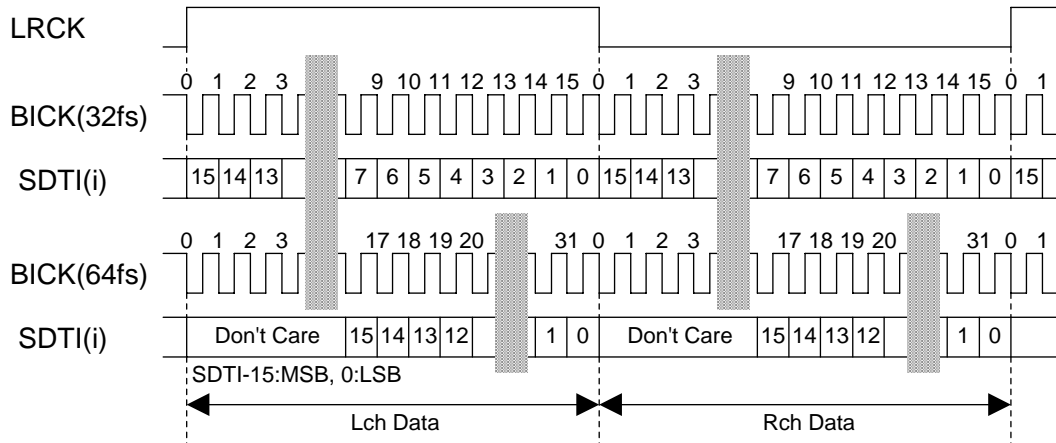 LRCK
0 1 2 3 9 10 11 12 13 14 15 0 1 2 3 9 10 11 12 13 14 15 0 1
BICK(32fs)
SDTI(i) 15 14 13 7 6 5 4 3 2 1 0 15 14 13 7 6 5 4 3 2 1 0 15
0 1 2 3 17 18 19 20 31 0 1 2 3 17 18 19 20 31 0 1
BICK(64fs)
SDTI(i) Don't Care 15 14 13 12 1 0 Don't Care 15 14 13 12 1 0
SDTI-15:MSB, 0:LSB
Lch Data Rch Data